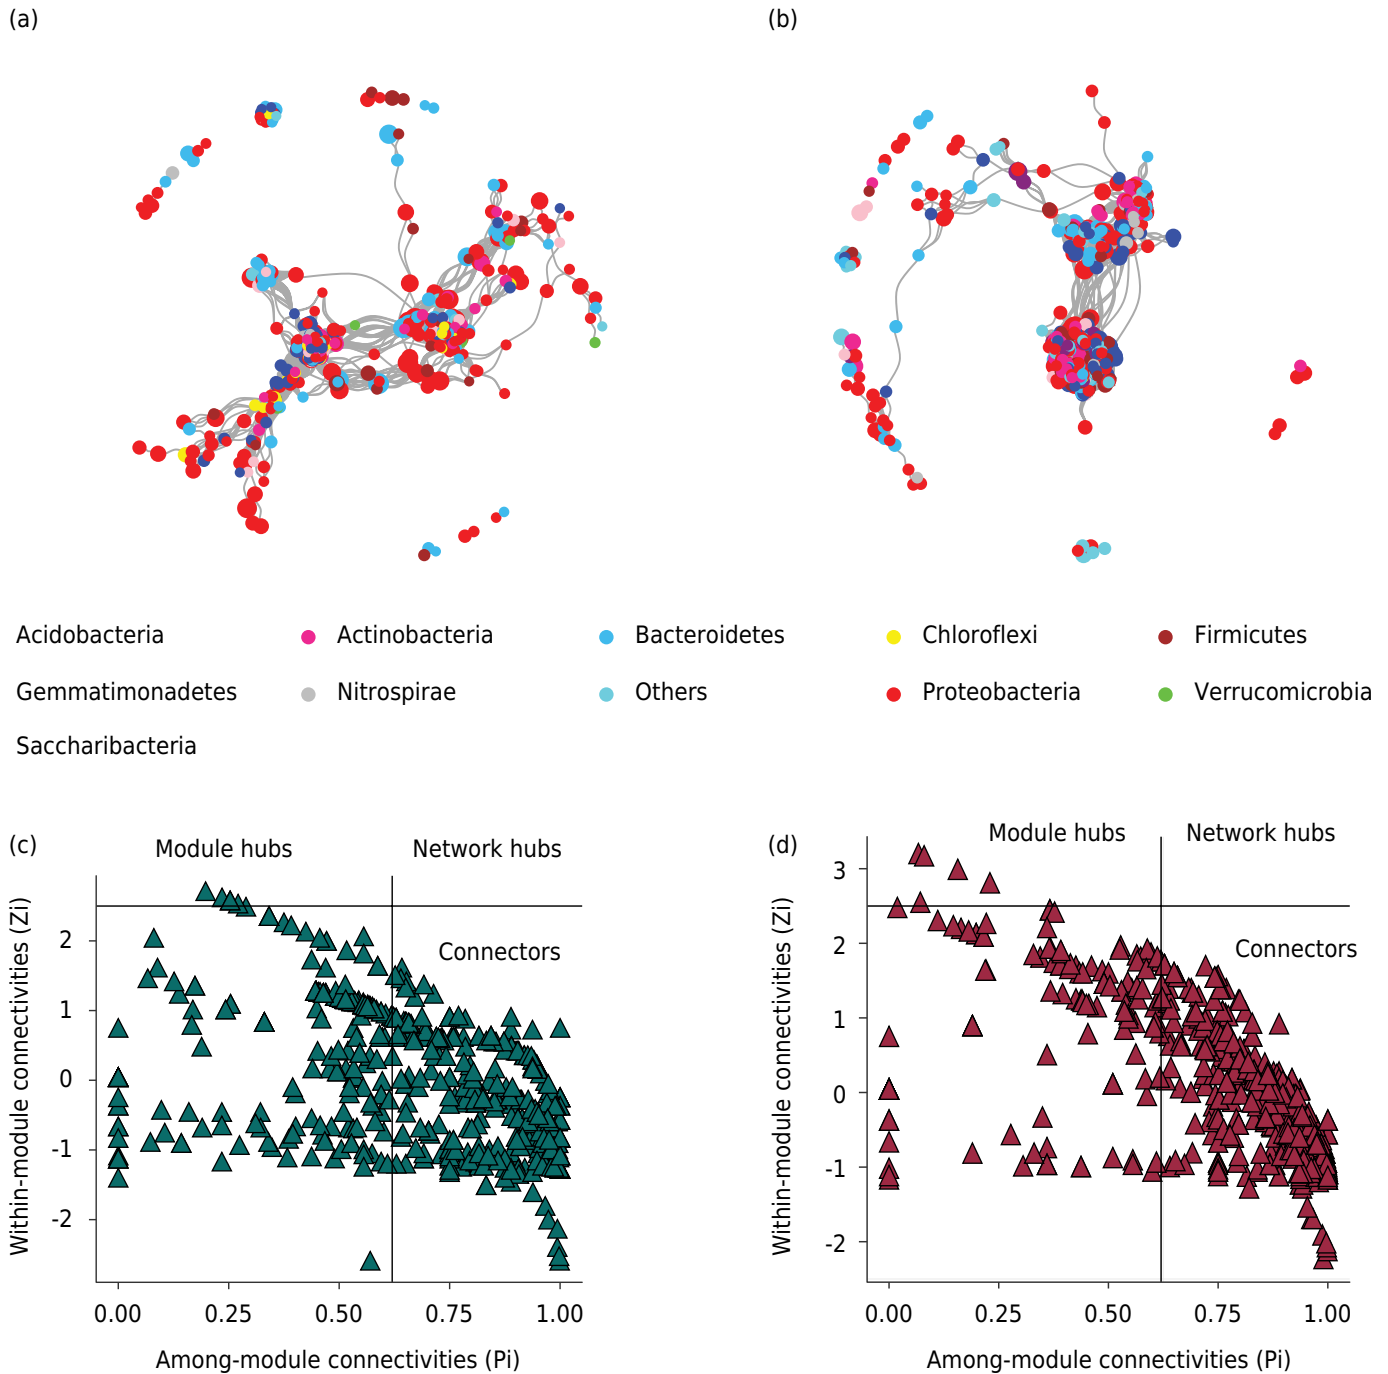 (a)
(b)
Acidobacteria
Actinobacteria
Bacteroidetes
Chloroflexi
Firmicutes
Gemmatimonadetes
Nitrospirae
Others
Proteobacteria
Verrucomicrobia
Saccharibacteria
(c)
Module hubs
Network hubs
Connectors
Within-module connectivities (Zi)
2
1
0
-1
-2
0.00
0.25
0.50
0.75
1.00
Among-module connectivities (Pi)
(d)
Module hubs
Network hubs
Connectors
Within-module connectivities (Zi)
3
2
1
0
-1
-2
0.00
0.25
0.50
0.75
1.00
Among-module connectivities (Pi)